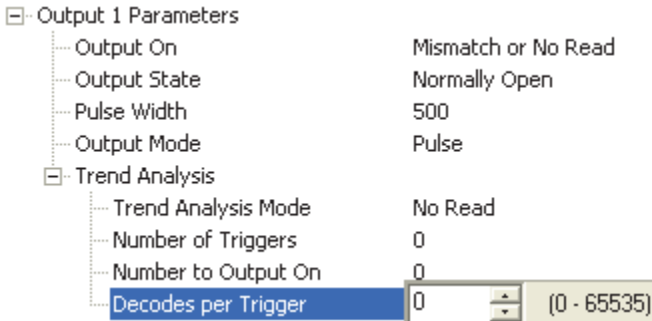 Output 1 Parameters
Output On Mismatch or No Read
Output State Normally Open
Pulse Width 500
Output Mode Pulse
Trend Analysis
Trend Analysis Mode No Read
Number of Triggers 0
Number to Output On 0
Decodes per Trigger 0 (0 - 65535)